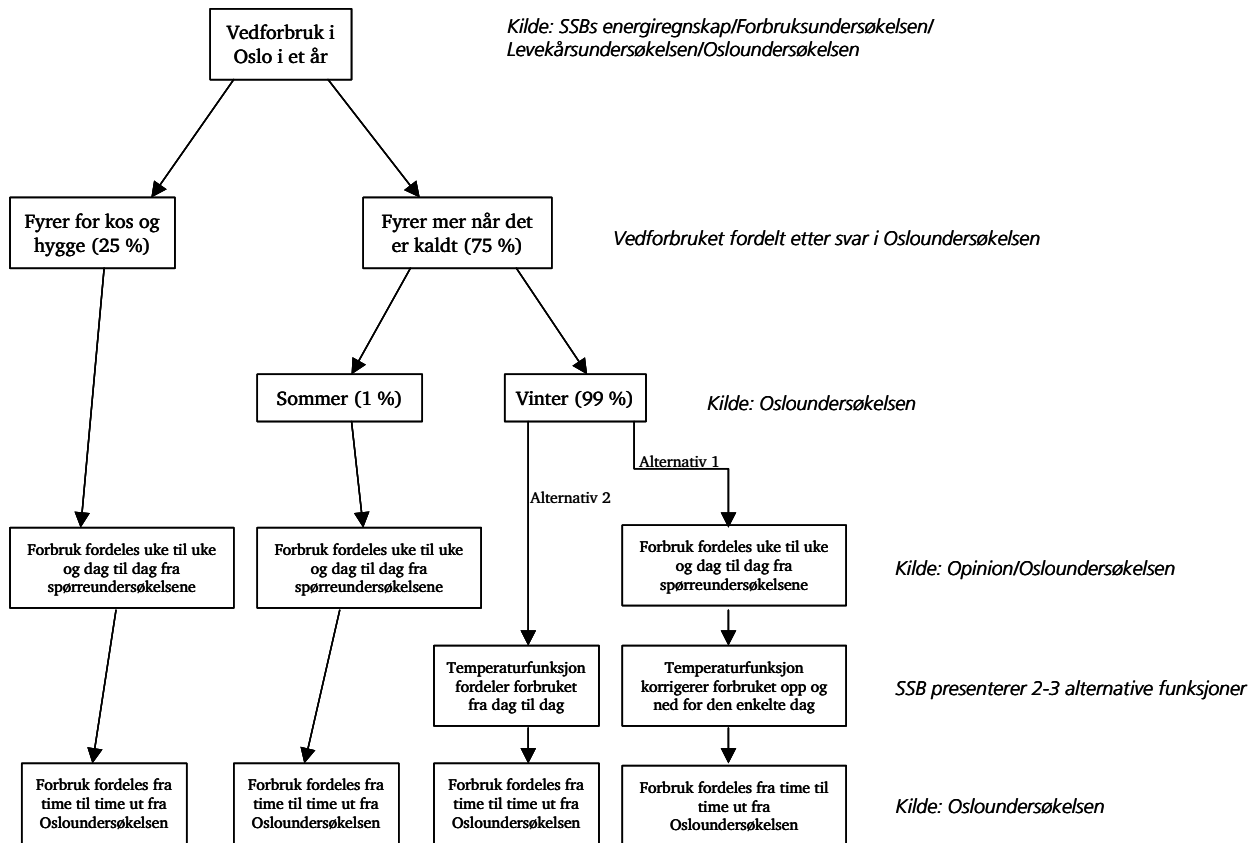 Vedforbruk i
Oslo i et år
Kilde: SSBs energiregnskap/Forbruksundersøkelsen/
Levekårsundersøkelsen/Osloundersøkelsen
Fyrer for kos og
hygge (25 %)
Fyrer mer når det
er kaldt (75 %)
Vedforbruket fordelt etter svar i Osloundersøkelsen
Sommer (1 %)
Vinter (99 %)
Kilde: Osloundersøkelsen
Alternativ 1
Alternativ 2
Forbruk fordeles uke til uke
og dag til dag fra
spørreundersøkelsene
Forbruk fordeles uke til uke
og dag til dag fra
spørreundersøkelsene
Forbruk fordeles uke til uke
og dag til dag fra
spørreundersøkelsene
Kilde: Opinion/Osloundersøkelsen
Temperaturfunksjon
fordeler forbruket
fra dag til dag
Temperaturfunksjon
korrigerer forbruket opp og
ned for den enkelte dag
SSB presenterer 2-3 alternative funksjoner
Forbruk fordeles fra
time til time ut fra
Osloundersøkelsen
Forbruk fordeles fra
time til time ut fra
Osloundersøkelsen
Forbruk fordeles fra
time til time ut fra
Osloundersøkelsen
Forbruk fordeles fra time til
time ut fra
Osloundersøkelsen
Kilde: Osloundersøkelsen